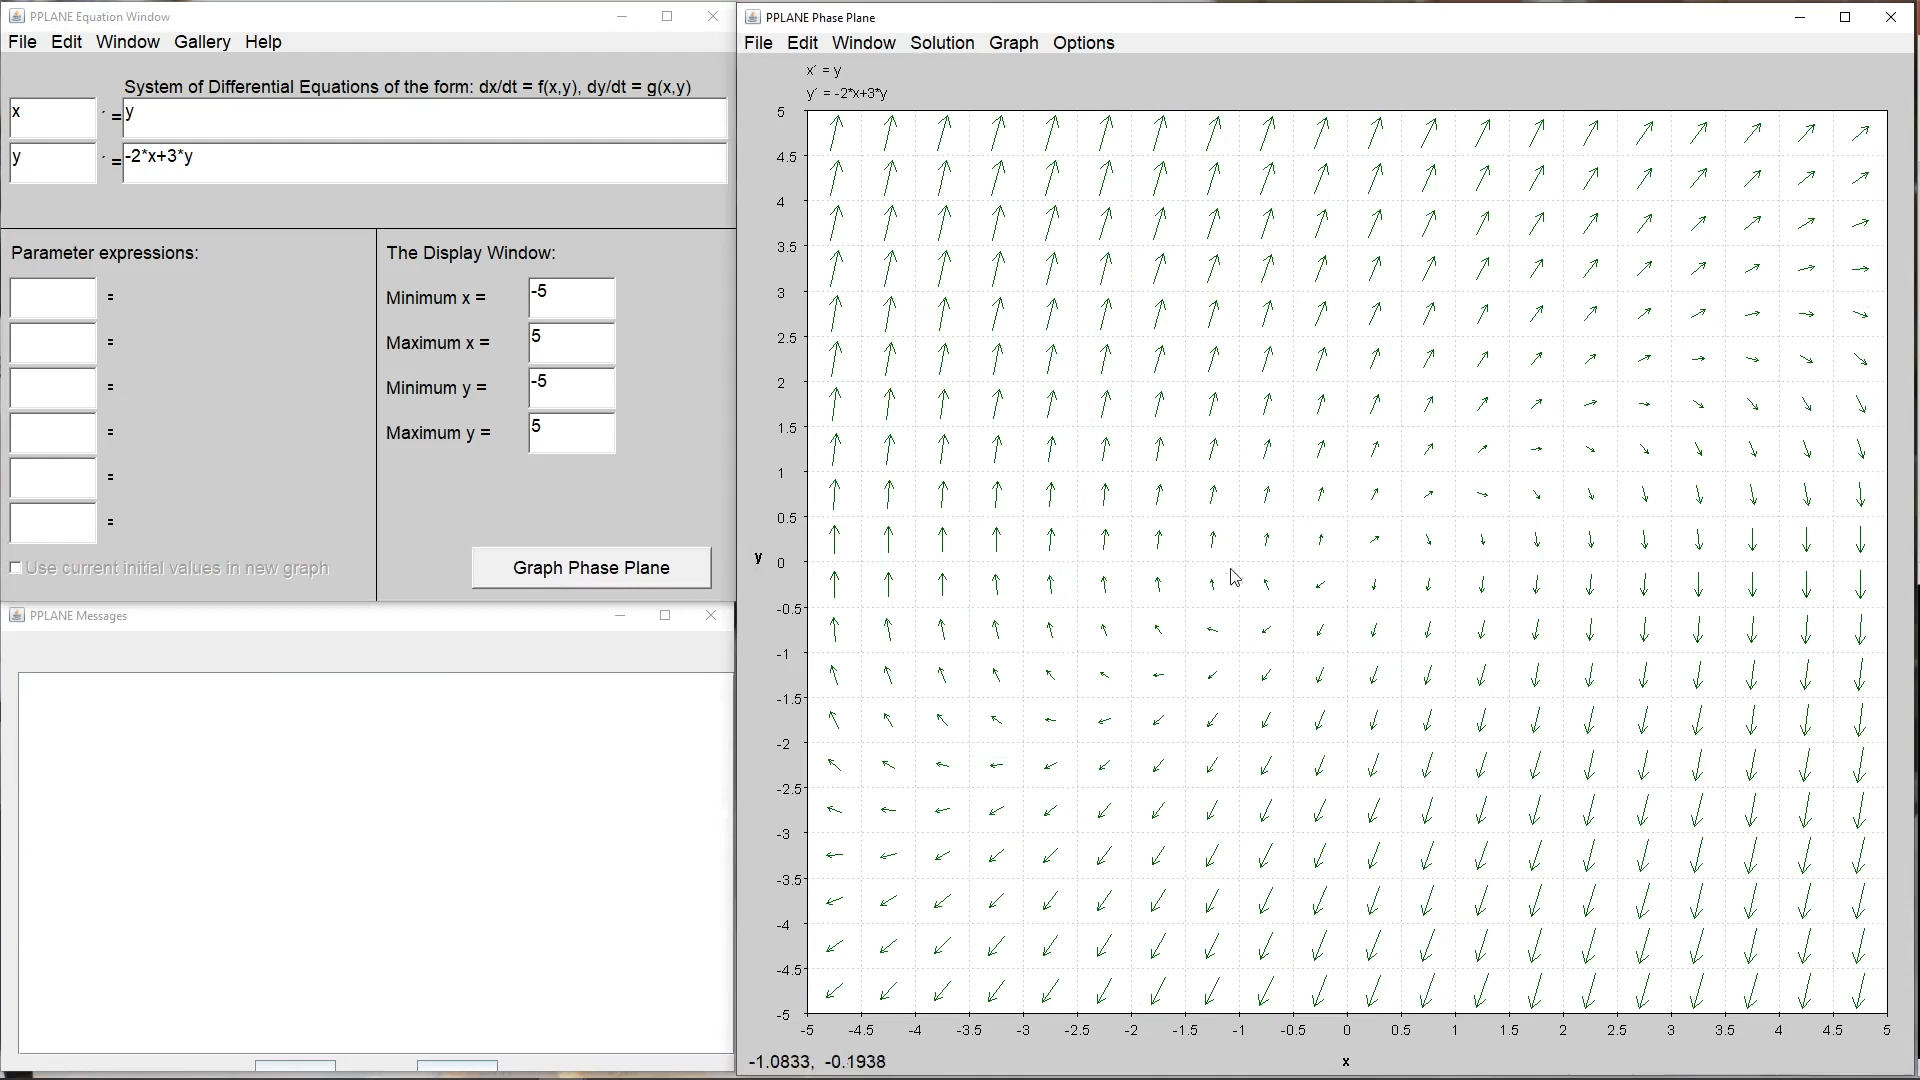 PPLANE Equation Window
File Edit Window Gallery Help
System of Differential Equations of the form: dx/dt = f(x,y), dy/dt = g(x,y)
x ´ = y
y ´ = -2*x+3*y
Parameter expressions:
=
=
=
=
=
=
Use current initial values in new graph
The Display Window:
Minimum x = -5
Maximum x = 5
Minimum y = -5
Maximum y = 5
Graph Phase Plane
PPLANE Messages
PPLANE Phase Plane
File Edit Window Solution Graph Options
x´ = y
y´ = -2*x+3*y
5
4.5
4
3.5
3
2.5
2
1.5
1
0.5
0
-0.5
-1
-1.5
-2
-2.5
-3
-3.5
-4
-4.5
-5
y
-5 -4.5 -4 -3.5 -3 -2.5 -2 -1.5 -1 -0.5 0 0.5 1 1.5 2 2.5 3 3.5 4 4.5 5
x
-1.0833, -0.1938